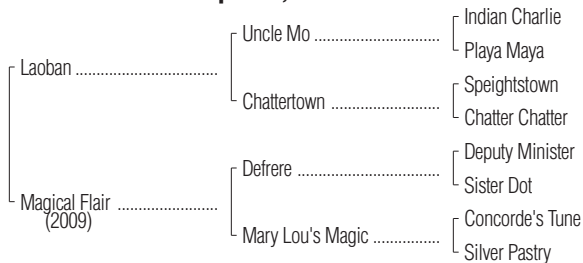 Indian Charlie
Uncle Mo ................................
Playa Maya
Laoban ....................................
Speightstown
Chattertown ...........................
Chatter Chatter
Deputy Minister
Defrere ...................................
Sister Dot
Magical Flair .........................
(2009)
Concorde's Tune
Mary Lou's Magic ................
Silver Pastry